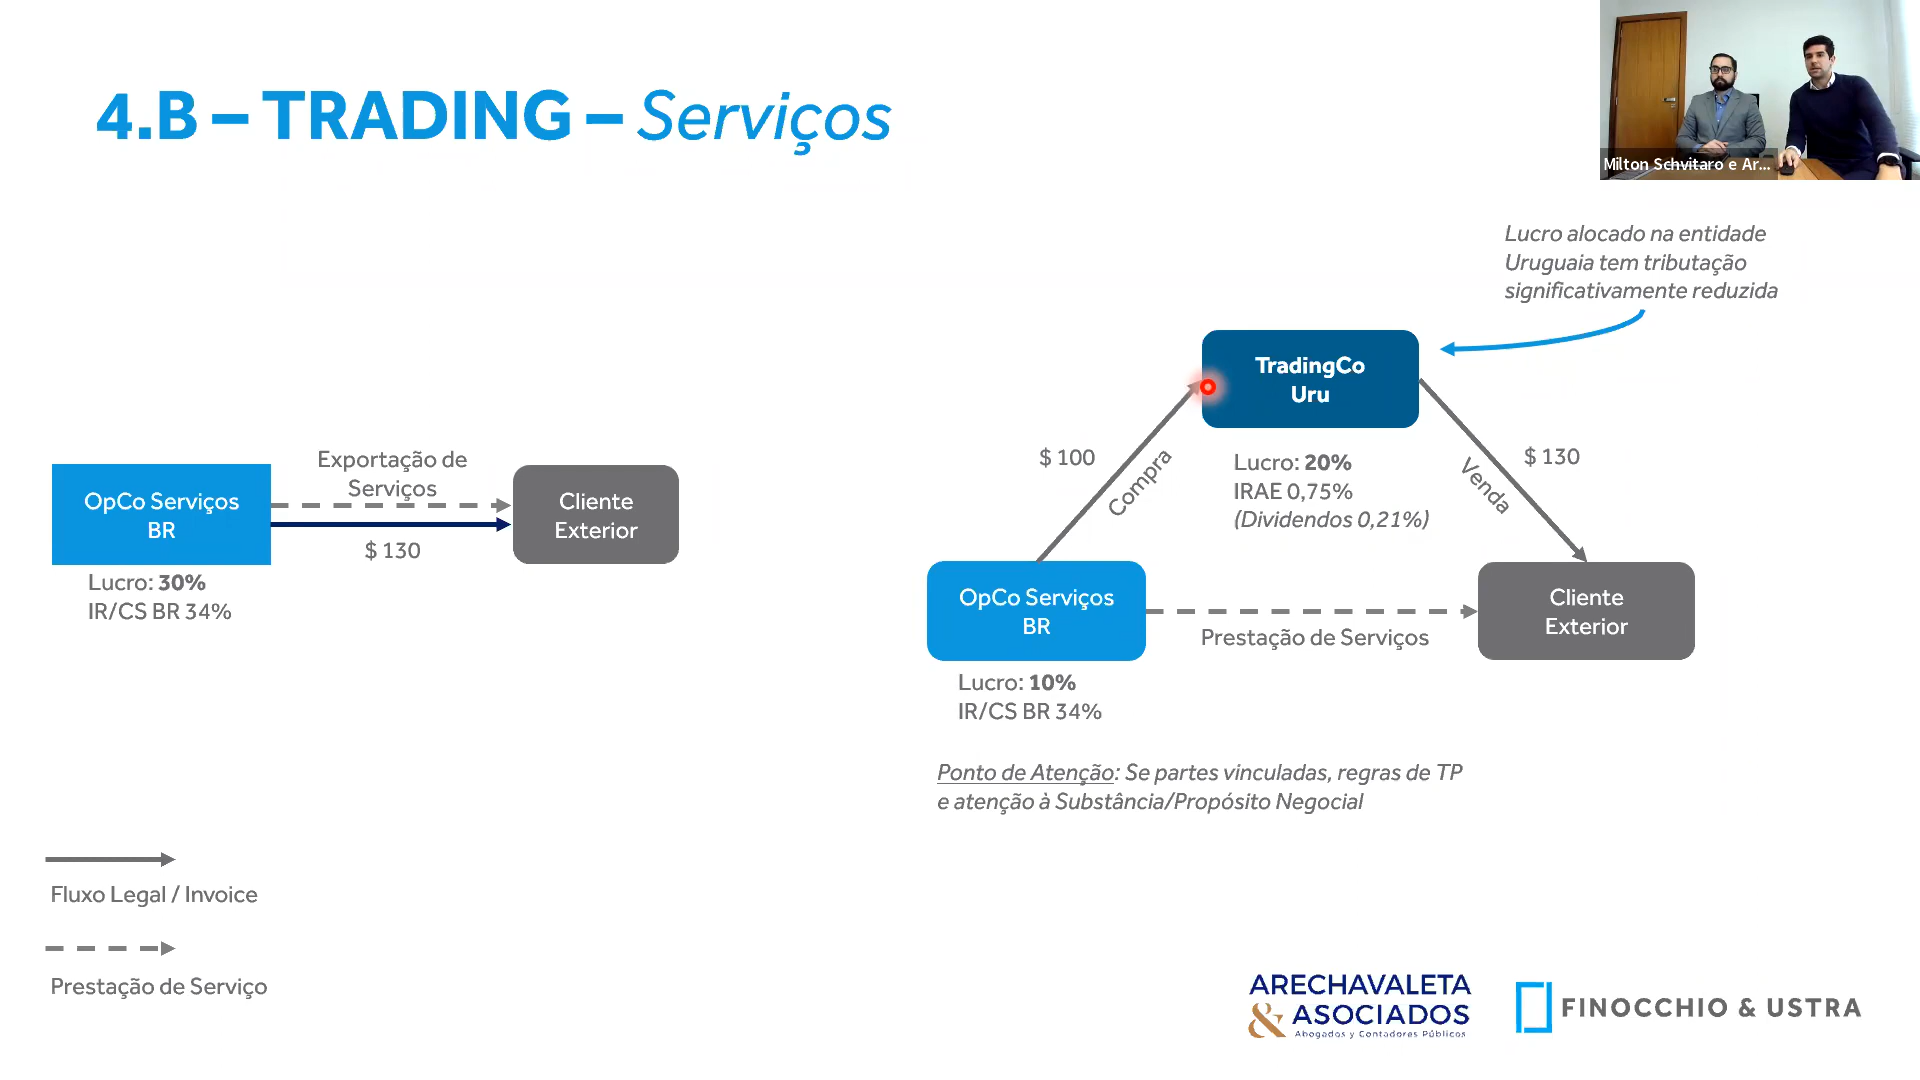 4.B – TRADING – Serviços
Milton Schvitaro e Ar...
Lucro alocado na entidade
Uruguaia tem tributação
significativamente reduzida
Exportação de
Serviços
OpCo Serviços
BR
Cliente
Exterior
$ 130
Lucro: 30%
IR/CS BR 34%
TradingCo
Uru
$ 100
Compra
Lucro: 20%
IRAE 0,75%
(Dividendos 0,21%)
Venda
$ 130
OpCo Serviços
BR
Prestação de Serviços
Cliente
Exterior
Lucro: 10%
IR/CS BR 34%
Ponto de Atenção: Se partes vinculadas, regras de TP
e atenção à Substância/Propósito Negocial
Fluxo Legal / Invoice
Prestação de Serviço
ARECHAVALETA
& ASOCIADOS
Abogados y Contadores Públicos
FINOCCHIO & USTRA